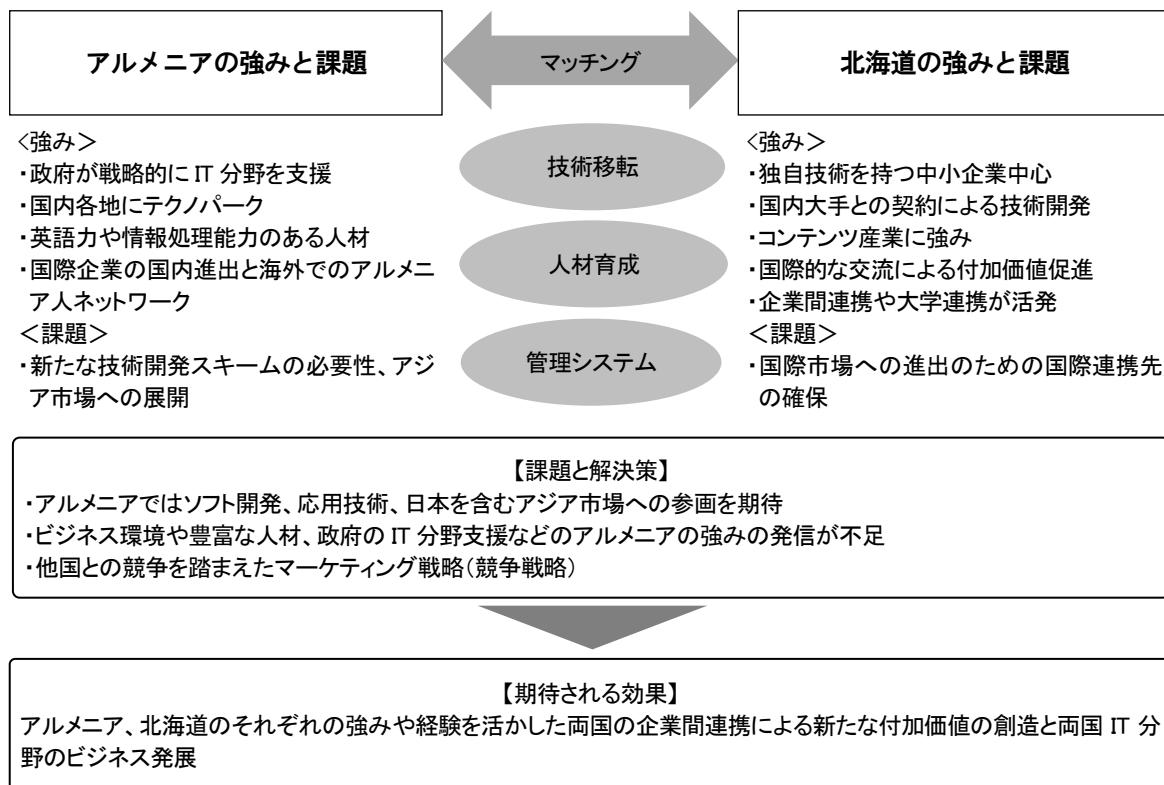 アルメニアの強みと課題
マッチング
北海道の強みと課題
<強み>
・政府が戦略的に IT 分野を支援
・国内各地にテクノパーク
・英語力や情報処理能力のある人材
・国際企業の国内進出と海外でのアルメニ
ア人ネットワーク
<課題>
・新たな技術開発スキームの必要性、アジ
ア市場への展開
技術移転
人材育成
管理システム
<強み>
・独自技術を持つ中小企業中心
・国内大手との契約による技術開発
・コンテンツ産業に強み
・国際的な交流による付加価値促進
・企業間連携や大学連携が活発
<課題>
・国際市場への進出のための国際連携先
の確保
【課題と解決策】
・アルメニアではソフト開発、応用技術、日本を含むアジア市場への参画を期待
・ビジネス環境や豊富な人材、政府の IT 分野支援などのアルメニアの強みの発信が不足
・他国との競争を踏まえたマーケティング戦略(競争戦略)
【期待される効果】
アルメニア、北海道のそれぞれの強みや経験を活かした両国の企業間連携による新たな付加価値の創造と両国 IT 分
野のビジネス発展